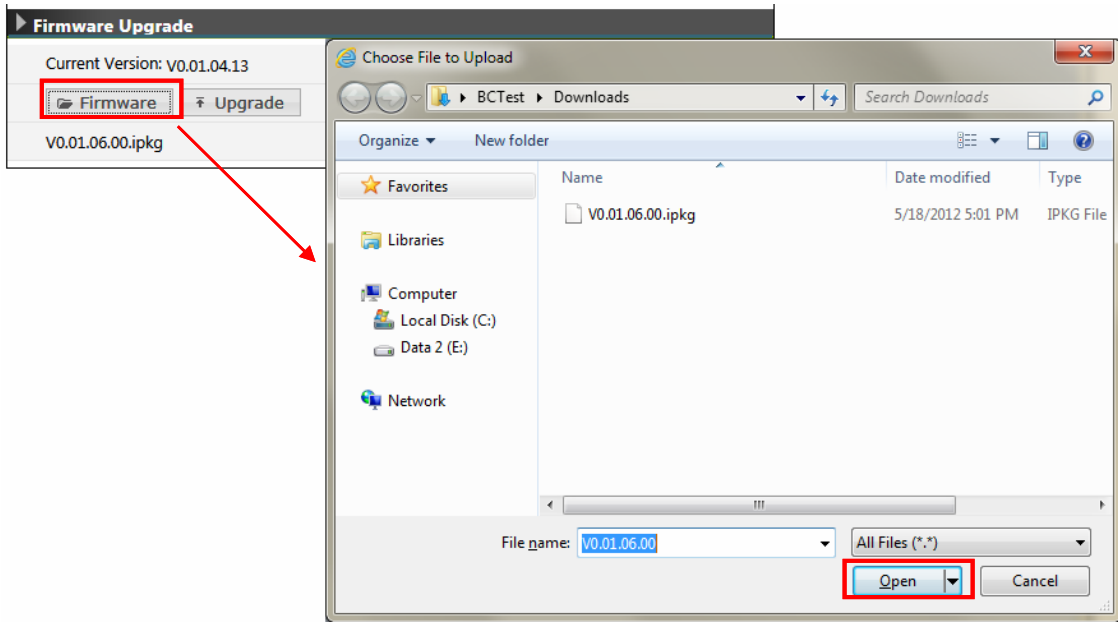 Firmware Upgrade
Current Version: V0.01.04.13
Firmware Upgrade
V0.01.06.00.ipkg
Choose File to Upload
BCTest Downloads Search Downloads
Organize New folder
Name Date modified Type
Favorites
V0.01.06.00.ipkg 5/18/2012 5:01 PM IPKG File
Libraries
Computer
Local Disk (C:)
Data 2 (E:)
Network
File name: V0.01.06.00 All Files (*.*)
Open Cancel